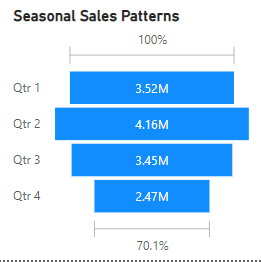 Seasonal Sales Patterns
100%
Qtr 1 3.52M
Qtr 2 4.16M
Qtr 3 3.45M
Qtr 4 2.47M
70.1%